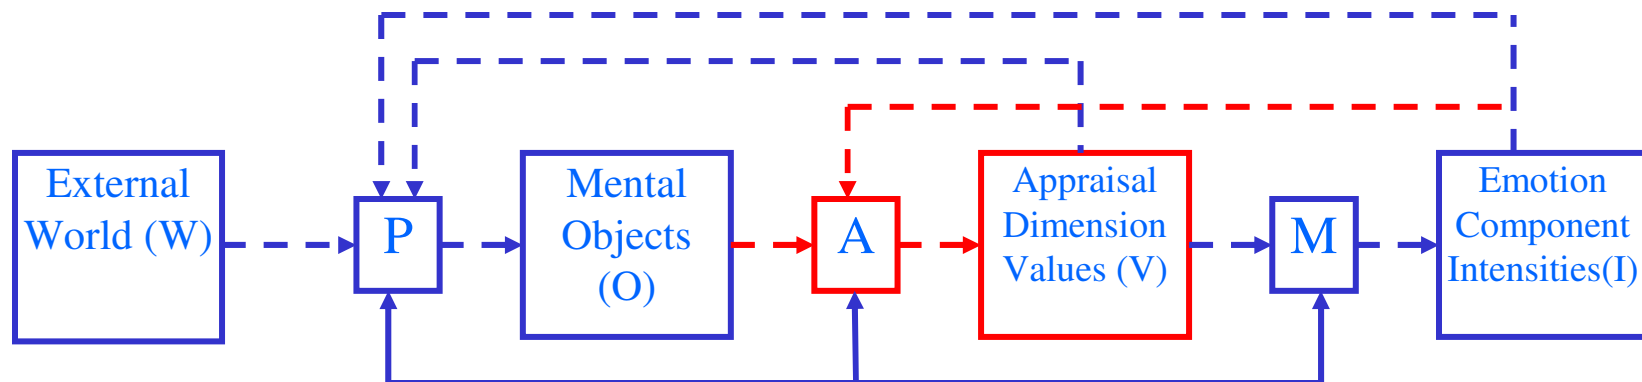 External
World (W)
P
Mental
Objects
(O)
A
Appraisal
Dimension
Values (V)
M
Emotion
Component
Intensities(I)